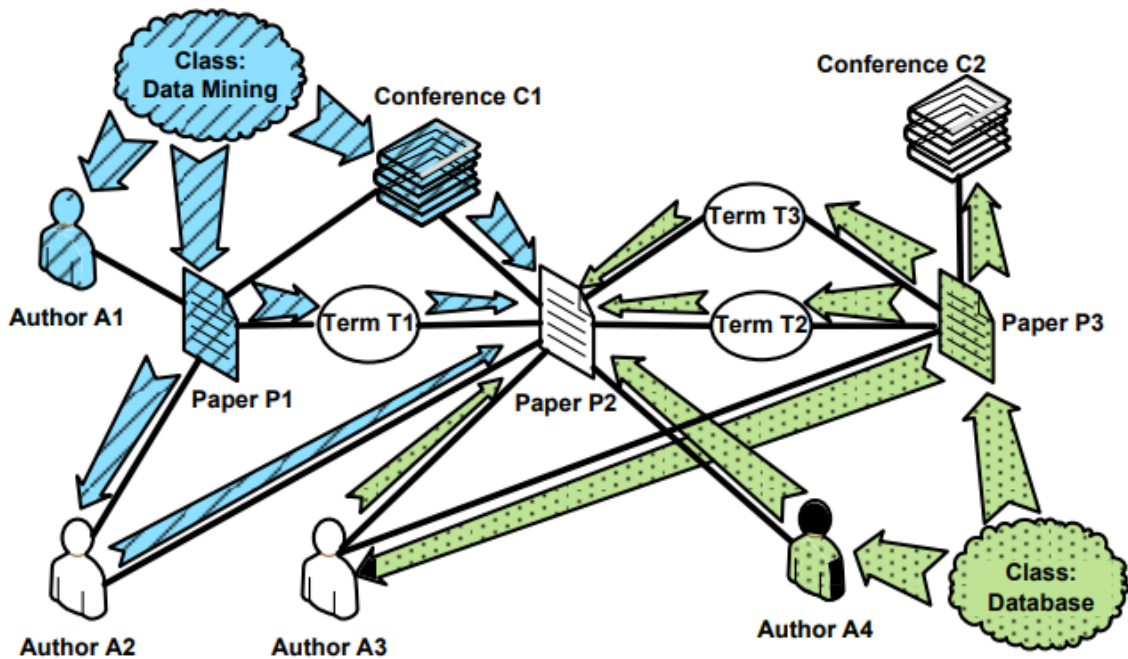 Class:
Data Mining
Conference C1
Conference C2
Term T3
Author A1
Term T1
Term T2
Paper P3
Paper P1
Paper P2
Class:
Database
Author A2
Author A3
Author A4